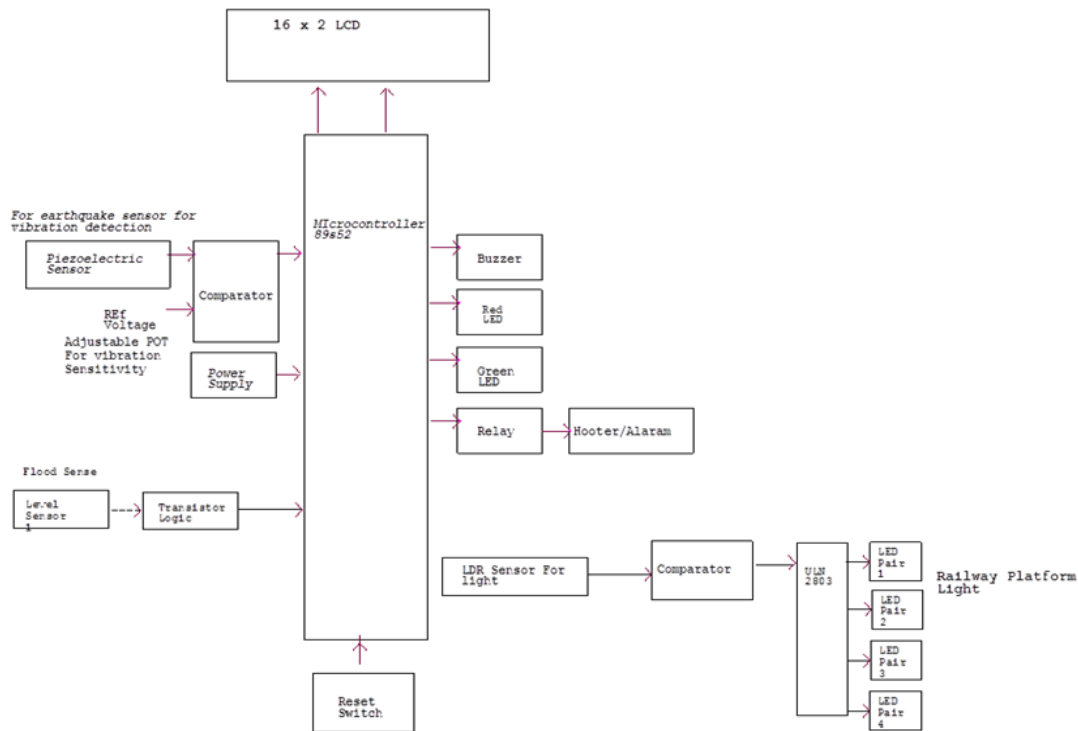 16 x 2 LCD
For earthquake sensor for
vibration detection
Piezoelectric
Sensor
Comparator
REf
Voltage
Adjustable POT
For vibration
Sensitivity
Power
Supply
MIcrocontroller
89s52
Buzzer
Red
LED
Green
LED
Relay
Hooter/Alaram
Flood Sense
Level
Sensor
1
Transistor
Logic
LDR Sensor For
light
Comparator
ULN
2803
LED
Pair
1
LED
Pair
2
LED
Pair
3
LED
Pair
4
Railway Platform
Light
Reset
Switch